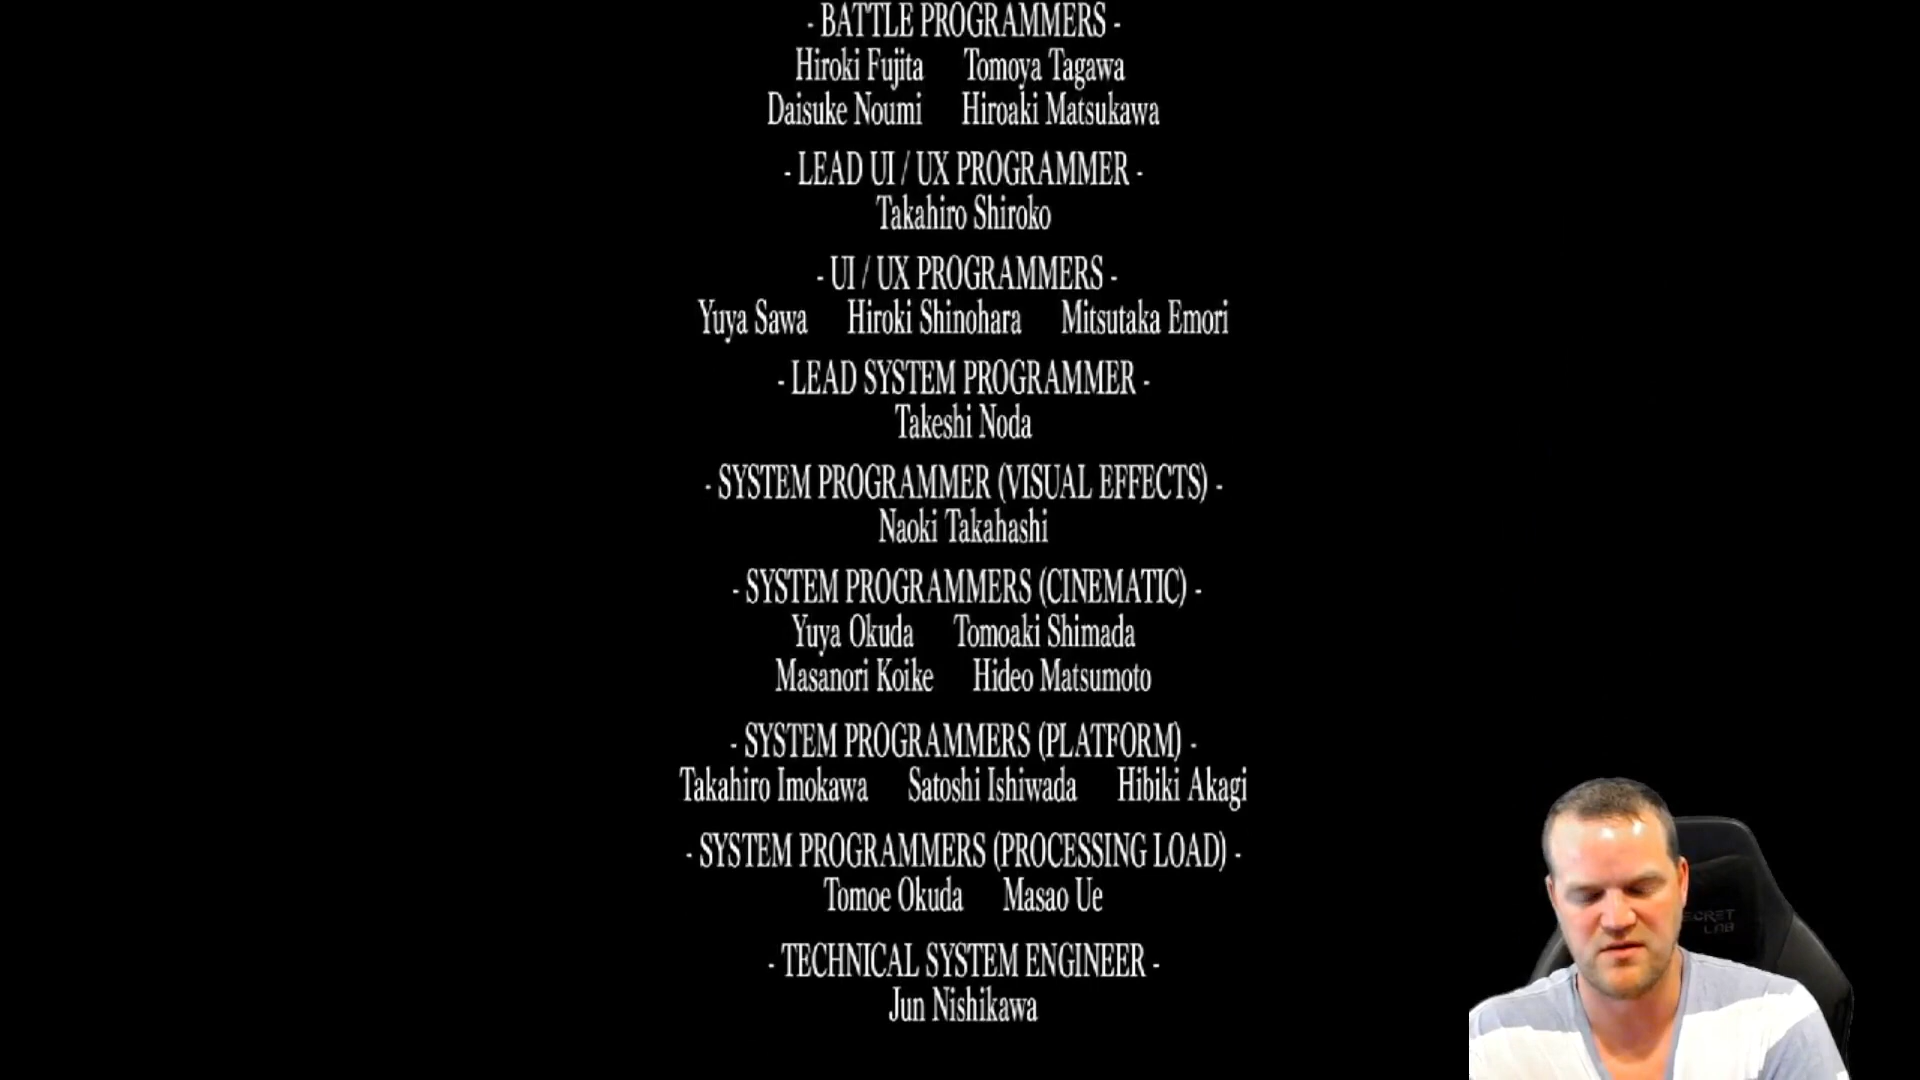 - BATTLE PROGRAMMERS -
Hiroki Fujita Tomoya Tagawa
Daisuke Noumi Hiroaki Matsukawa
- LEAD UI / UX PROGRAMMER -
Takahiro Shiroko
- UI / UX PROGRAMMERS -
Yuya Sawa Hiroki Shinohara Mitsutaka Emori
- LEAD SYSTEM PROGRAMMER -
Takeshi Noda
- SYSTEM PROGRAMMER (VISUAL EFFECTS) -
Naoki Takahashi
- SYSTEM PROGRAMMERS (CINEMATIC) -
Yuya Okuda Tomoaki Shimada
Masanori Koike Hideo Matsumoto
- SYSTEM PROGRAMMERS (PLATFORM) -
Takahiro Imokawa Satoshi Ishiwada Hibiki Akagi
- SYSTEM PROGRAMMERS (PROCESSING LOAD) -
Tomoe Okuda Masao Ue
- TECHNICAL SYSTEM ENGINEER -
Jun Nishikawa
ECRET
LAB